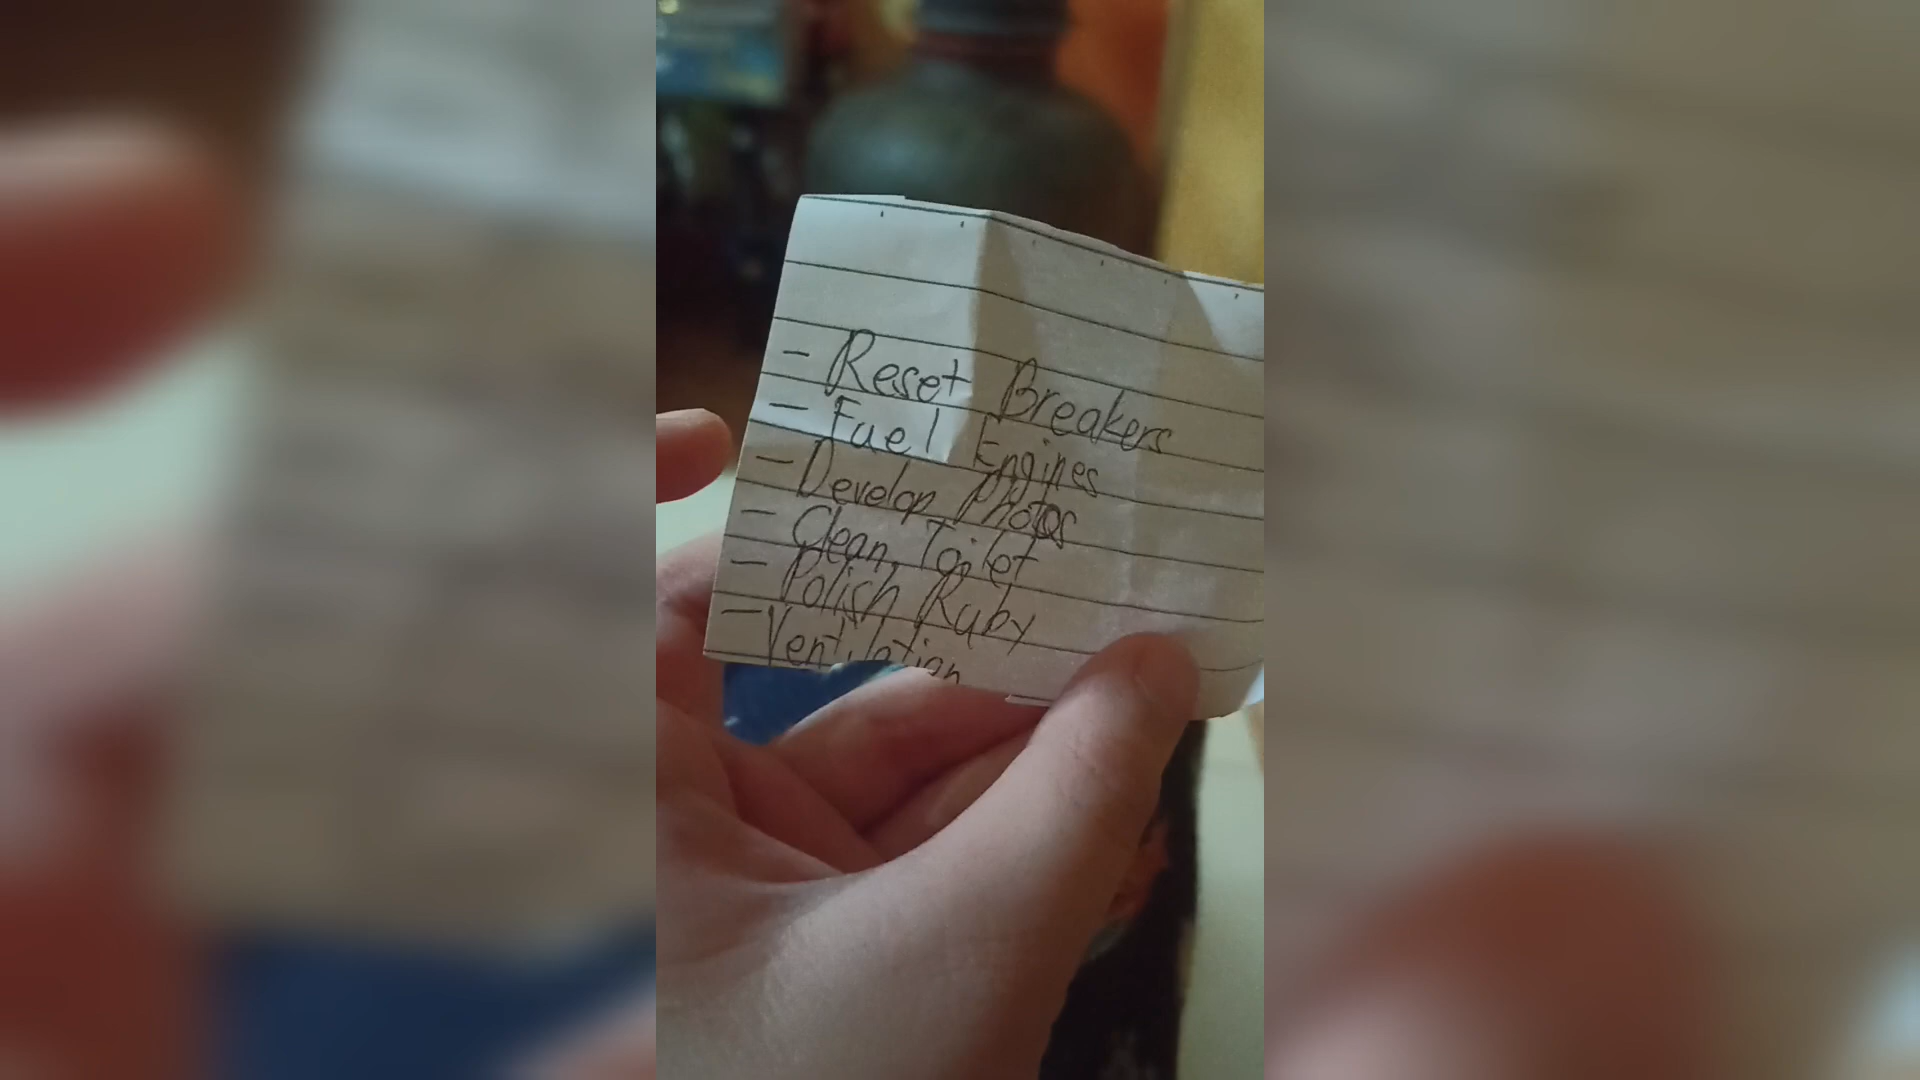 - Reset Breakers
- Fuel Engines
- Develop Photos
- Clean Toilet
- Polish Ruby
- Ventilation